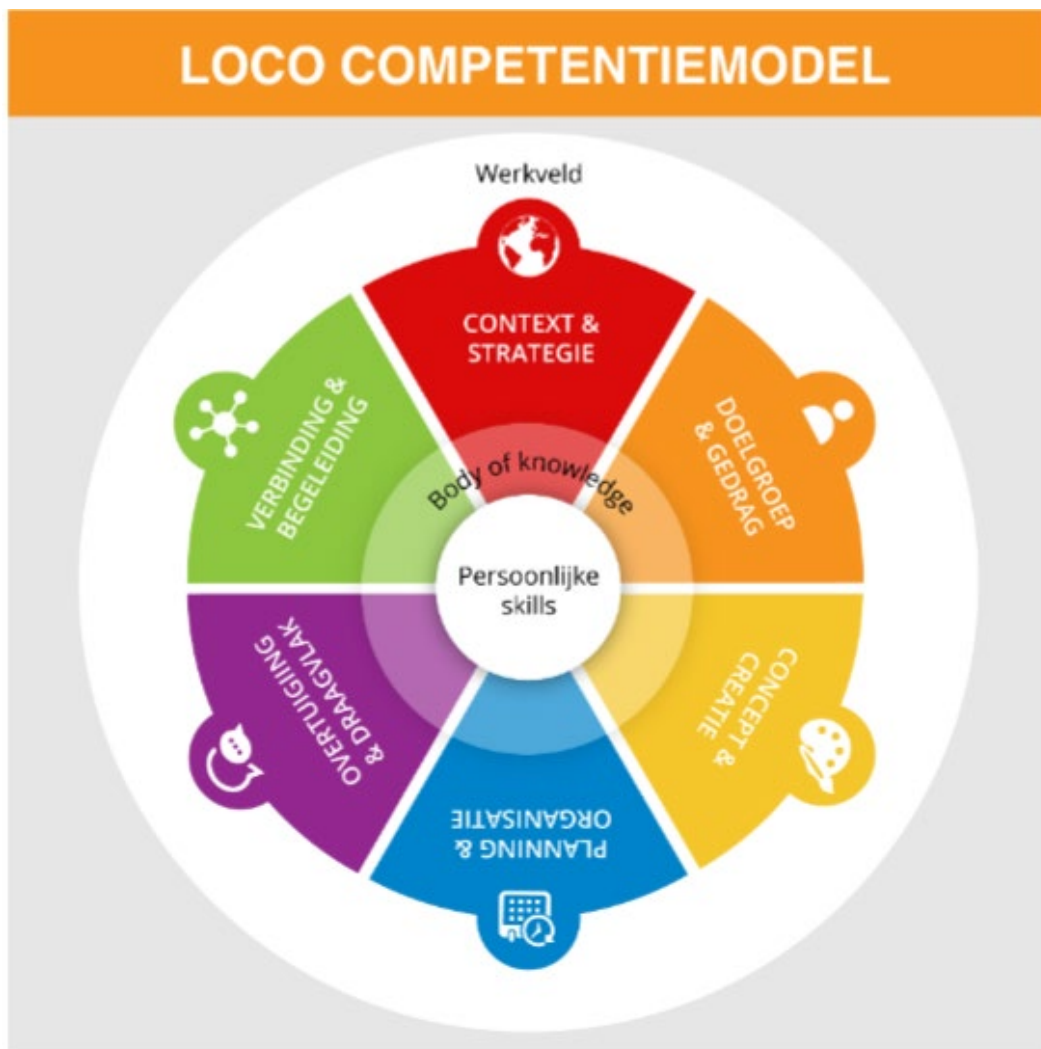 LOCO COMPETENTIEMODEL
Werkveld
CONTEXT &
STRATEGIE
DOELGROEP
& GEDRAG
CONCEPT &
CREATIE
PLANNING &
ORGANISATIE
OVERTUIGIING
& DRAAGVLAK
VERBINDING &
BEGELEIDING
Body of knowledge
Persoonlijke
skills